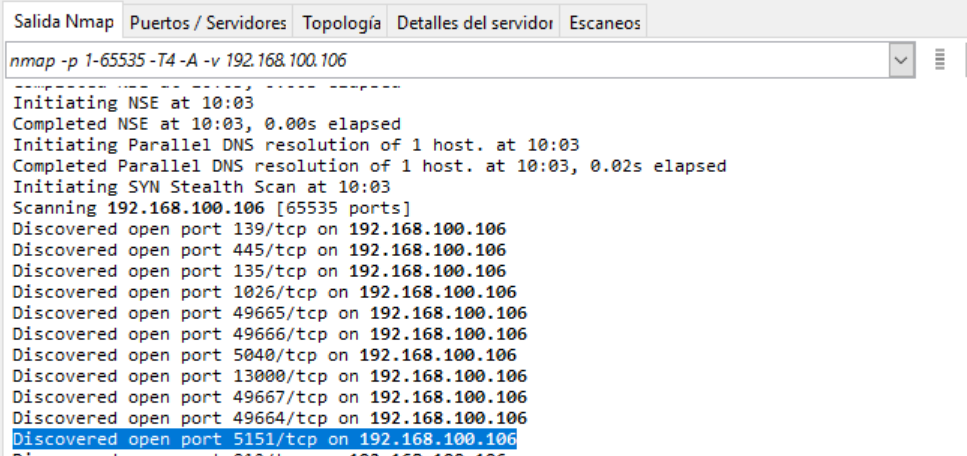 Salida Nmap Puertos / Servidores Topología Detalles del servidor Escaneos
nmap -p 1-65535 -T4 -A -v 192.168.100.106
Initiating NSE at 10:03
Completed NSE at 10:03, 0.00s elapsed
Initiating Parallel DNS resolution of 1 host. at 10:03
Completed Parallel DNS resolution of 1 host. at 10:03, 0.02s elapsed
Initiating SYN Stealth Scan at 10:03
Scanning 192.168.100.106 [65535 ports]
Discovered open port 139/tcp on 192.168.100.106
Discovered open port 445/tcp on 192.168.100.106
Discovered open port 135/tcp on 192.168.100.106
Discovered open port 1026/tcp on 192.168.100.106
Discovered open port 49665/tcp on 192.168.100.106
Discovered open port 49666/tcp on 192.168.100.106
Discovered open port 5040/tcp on 192.168.100.106
Discovered open port 13000/tcp on 192.168.100.106
Discovered open port 49667/tcp on 192.168.100.106
Discovered open port 49664/tcp on 192.168.100.106
Discovered open port 5151/tcp on 192.168.100.106